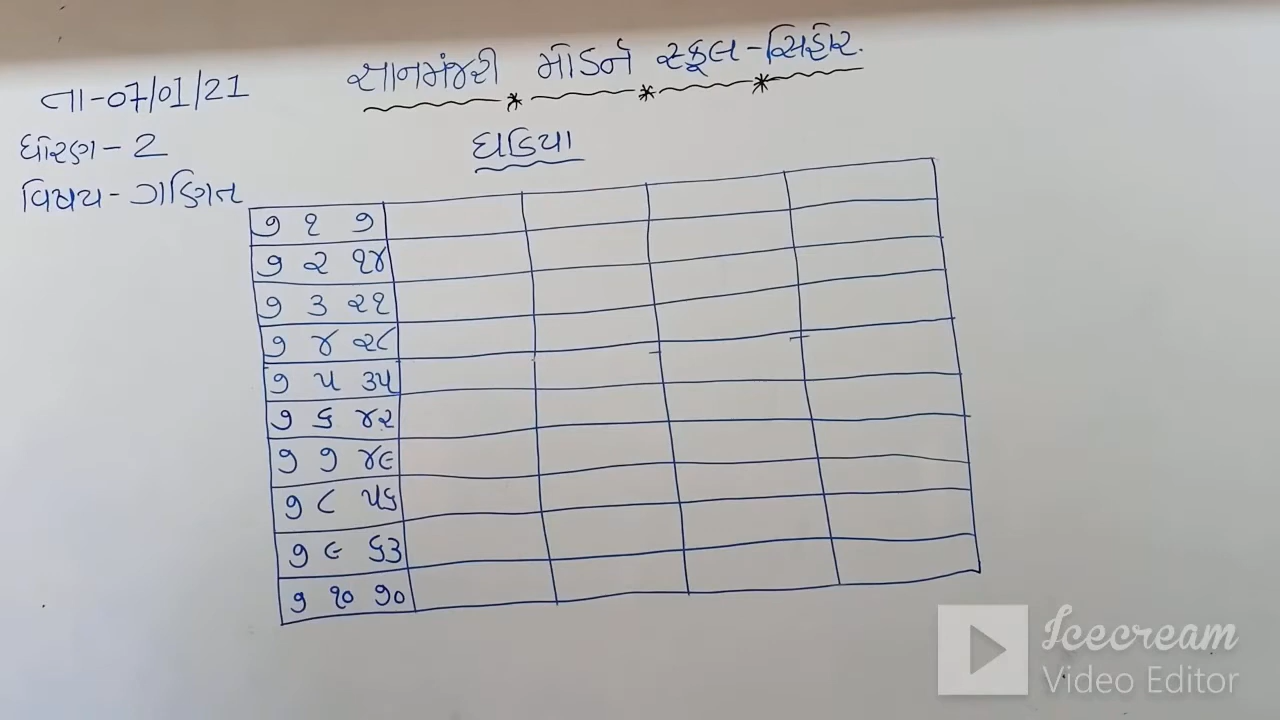 સાનમંજરી મોડર્ન સ્કૂલ-સિહોર.
તા-07/01/21
ધોરણ-2
ઘડિયા
વિષય-ગણિત
૭ ૧ ૭
૭ ૨ ૧૪
૭ ૩ ૨૧
૭ ૪ ૨૮
૭ ૫ ૩૫
૭ ૬ ૪૨
૭ ૭ ૪૯
૭ ૮ ૫૬
૭ ૯ ૬૩
૭ ૧૦ ૭૦
Icecream
Video Editor